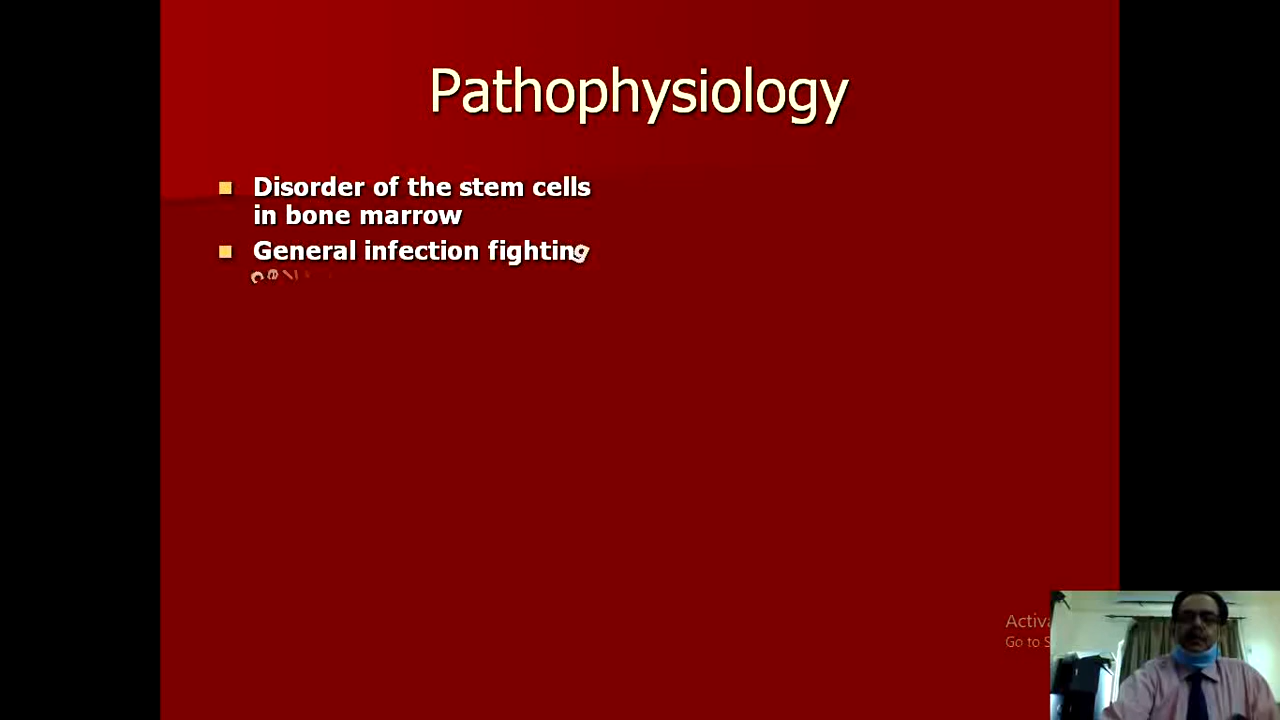 Pathophysiology
Disorder of the stem cells
in bone marrow
General infection fighting
Activa
Go to S